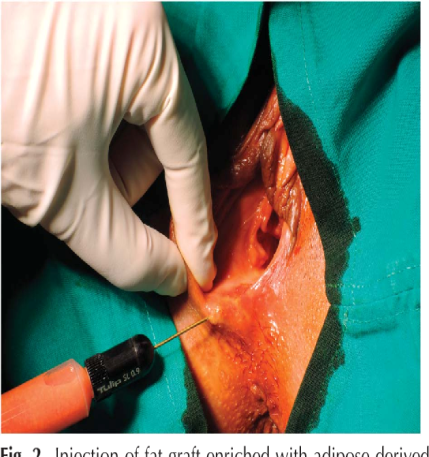 Fig. 2. Injection of fat graft enriched with adipose-derived